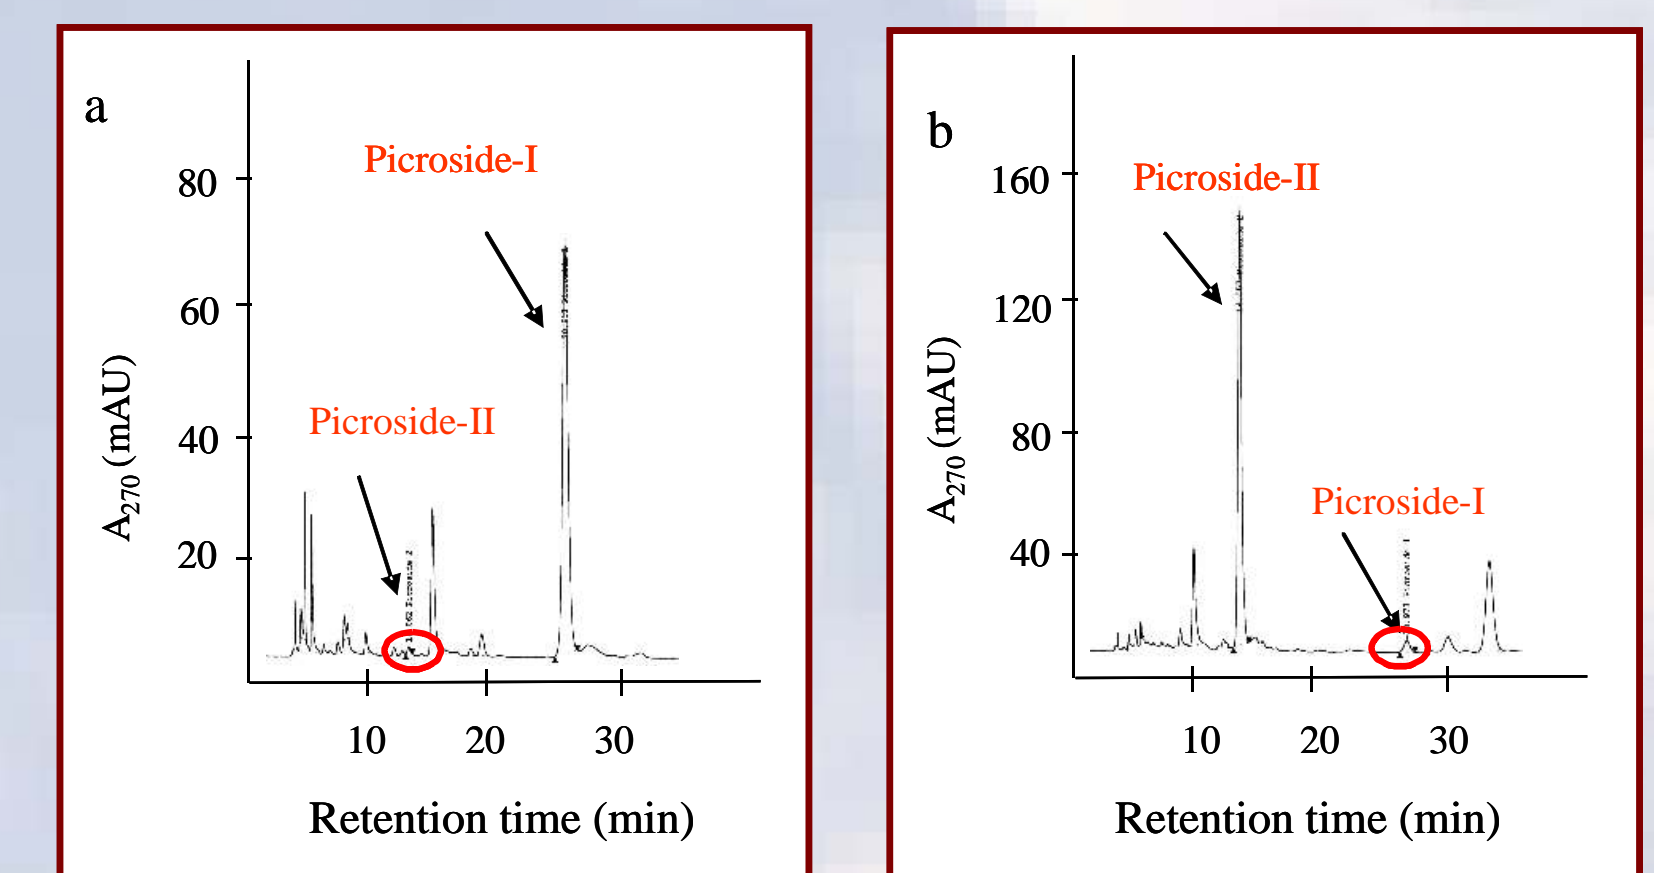 a
Picroside-I
80
60
Picroside-II
40
20
A270 (mAU)
10 20 30
Retention time (min)
b
Picroside-II
160
120
80
Picroside-I
40
A270 (mAU)
10 20 30
Retention time (min)